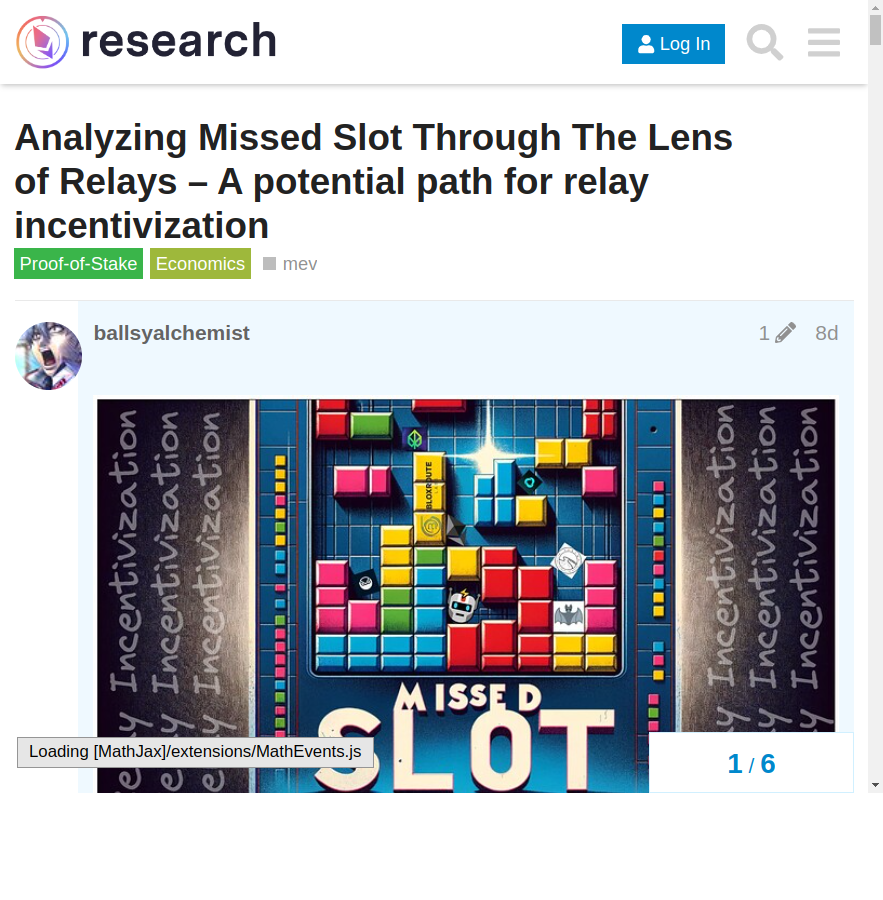 research
Log In
Analyzing Missed Slot Through The Lens
of Relays – A potential path for relay
incentivization
Proof-of-Stake
Economics
mev
ballsyalchemist
1
8d
Incentivization
Incentivization
Incentivization
BLOXROUTE
Incentivization
Incentivization
Incentivization
MISSED
SLOT
Loading [MathJax]/extensions/MathEvents.js
1 / 6